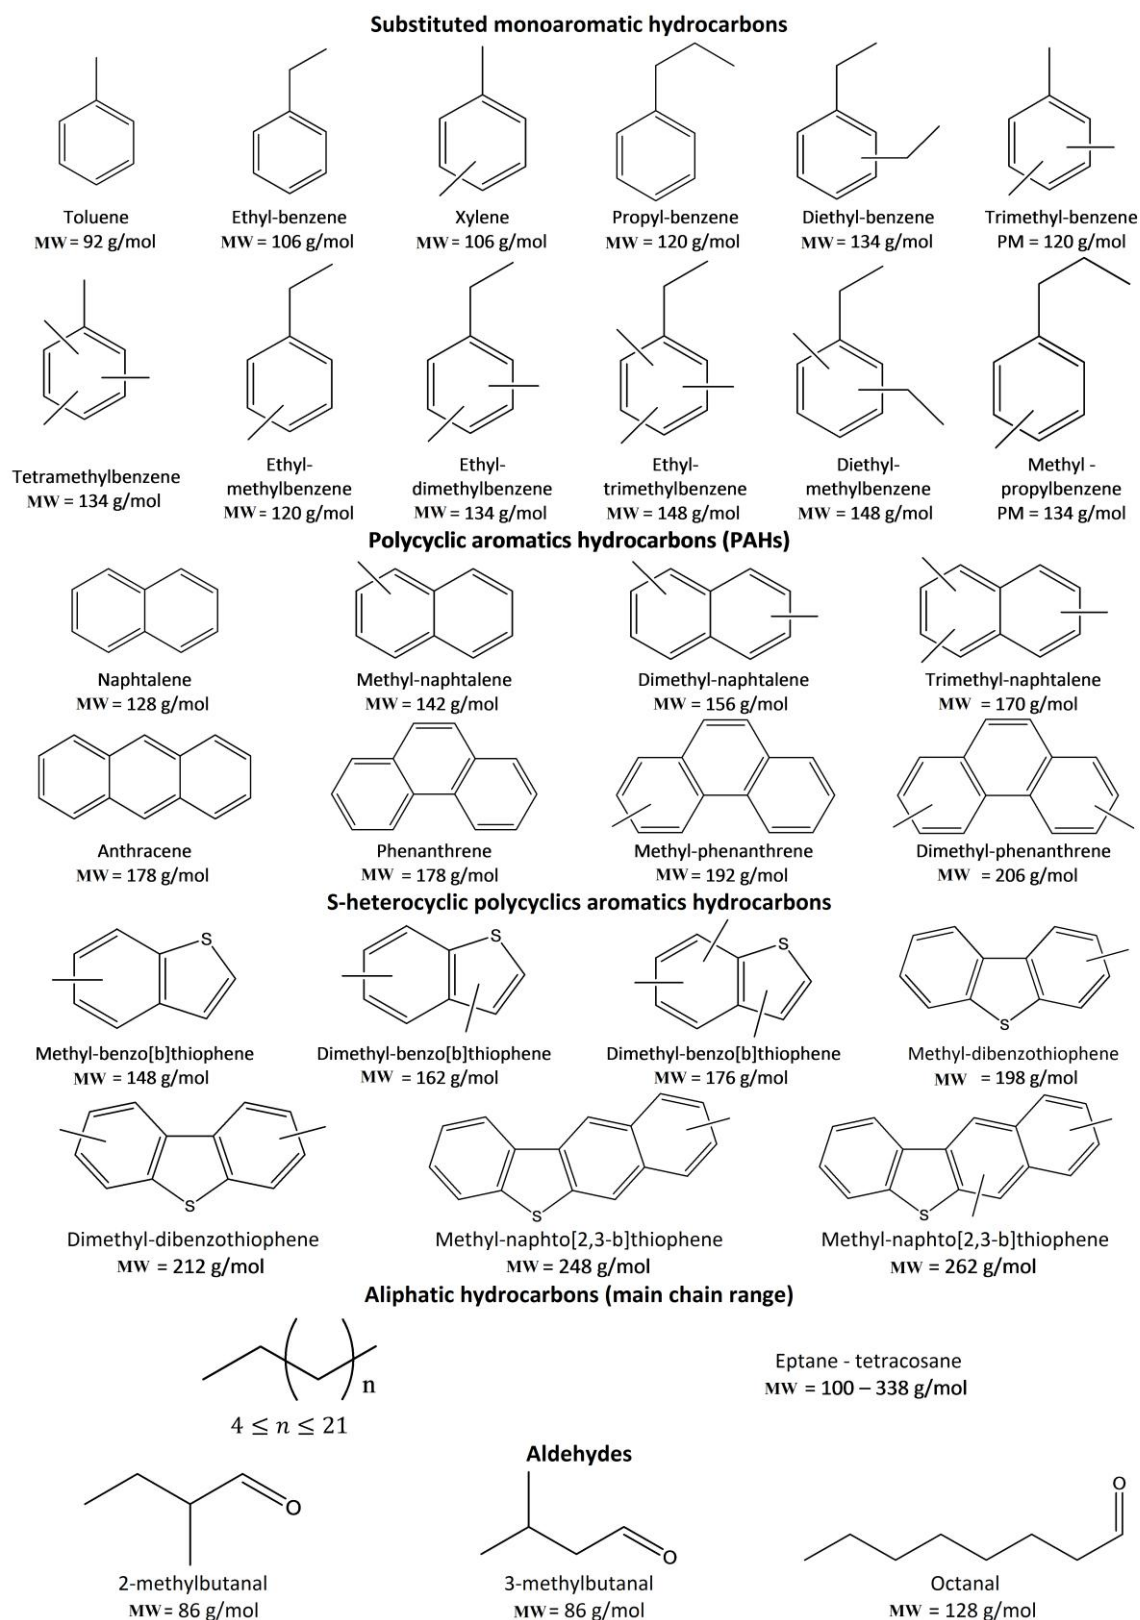 Substituted monoaromatic hydrocarbons
Toluene
MW = 92 g/mol
Ethyl-benzene
MW = 106 g/mol
Xylene
MW = 106 g/mol
Propyl-benzene
MW = 120 g/mol
Diethyl-benzene
MW = 134 g/mol
Trimethyl-benzene
PM = 120 g/mol
Tetramethylbenzene
MW = 134 g/mol
Ethyl-
methylbenzene
MW = 120 g/mol
Ethyl-
dimethylbenzene
MW = 134 g/mol
Ethyl-
trimethylbenzene
MW = 148 g/mol
Diethyl-
methylbenzene
MW = 148 g/mol
Methyl -
propylbenzene
PM = 134 g/mol
Polycyclic aromatics hydrocarbons (PAHs)
Naphtalene
MW = 128 g/mol
Methyl-naphtalene
MW = 142 g/mol
Dimethyl-naphtalene
MW = 156 g/mol
Trimethyl-naphtalene
MW = 170 g/mol
Anthracene
MW = 178 g/mol
Phenanthrene
MW = 178 g/mol
Methyl-phenanthrene
MW = 192 g/mol
Dimethyl-phenanthrene
MW = 206 g/mol
S-heterocyclic polycyclics aromatics hydrocarbons
S
Methyl-benzo[b]thiophene
MW = 148 g/mol
S
Dimethyl-benzo[b]thiophene
MW = 162 g/mol
S
Dimethyl-benzo[b]thiophene
MW = 176 g/mol
S
Methyl-dibenzothiophene
MW = 198 g/mol
S
Dimethyl-dibenzothiophene
MW = 212 g/mol
S
Methyl-naphto[2,3-b]thiophene
MW = 248 g/mol
S
Methyl-naphto[2,3-b]thiophene
MW = 262 g/mol
Aliphatic hydrocarbons (main chain range)
n
4 ≤ n ≤ 21
Eptane - tetracosane
MW = 100 – 338 g/mol
Aldehydes
O
2-methylbutanal
MW = 86 g/mol
O
3-methylbutanal
MW = 86 g/mol
O
Octanal
MW = 128 g/mol